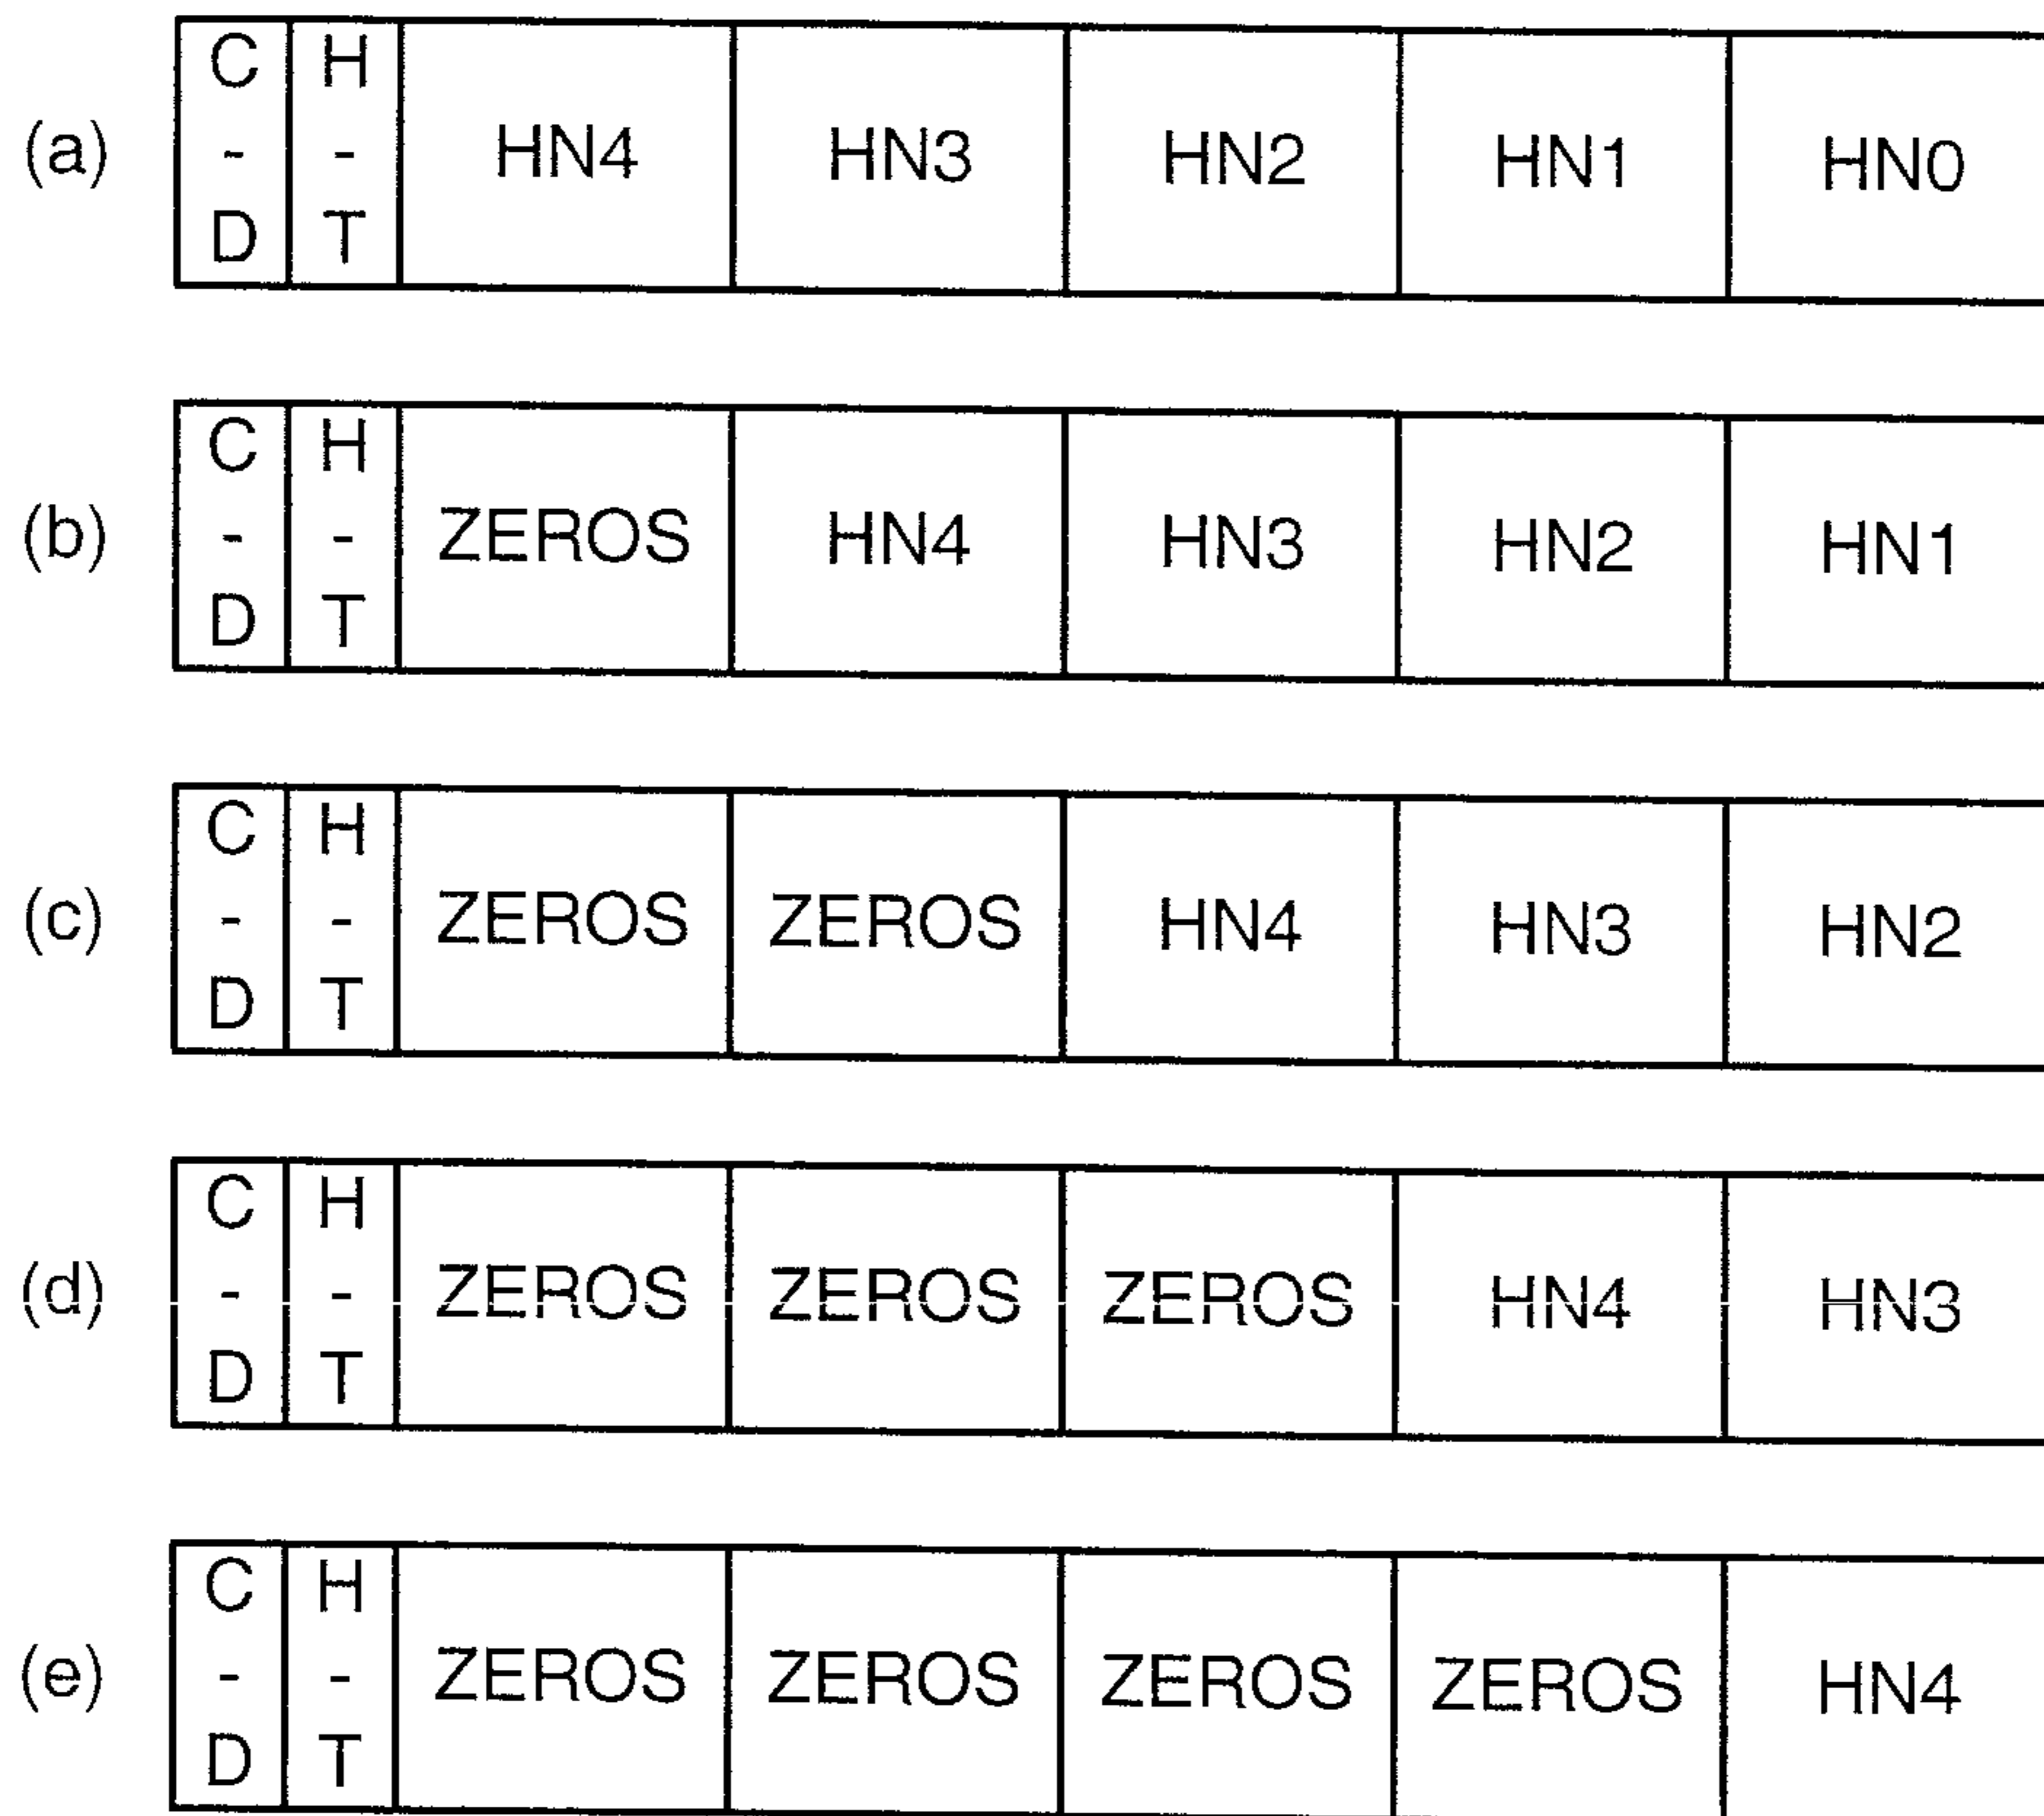 (a) C - D H - T HN4 HN3 HN2 HN1 HN0
(b) C - D H - T ZEROS HN4 HN3 HN2 HN1
(c) C - D H - T ZEROS ZEROS HN4 HN3 HN2
(d) C - D H - T ZEROS ZEROS ZEROS HN4 HN3
(e) C - D H - T ZEROS ZEROS ZEROS ZEROS HN4